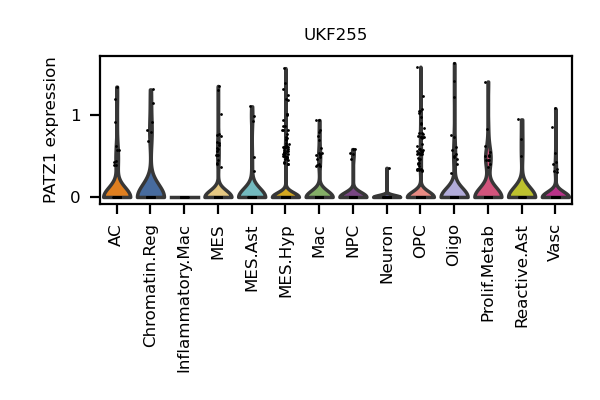 UKF255
PATZ1 expression
1
0
AC
Chromatin.Reg
Inflammatory.Mac
MES
MES.Ast
MES.Hyp
Mac
NPC
Neuron
OPC
Oligo
Prolif.Metab
Reactive.Ast
Vasc